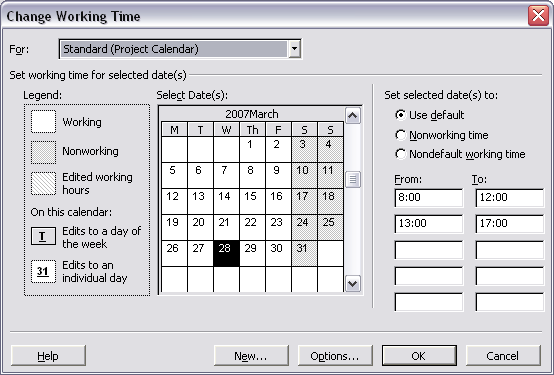 Change Working Time
For: Standard (Project Calendar)
Set working time for selected date(s)
Legend:
Working
Nonworking
Edited working
hours
On this calendar:
T Edits to a day of
the week
31 Edits to an
individual day
Select Date(s):
2007March
M T W Th F S S
1 2 3 4
5 6 7 8 9 10 11
12 13 14 15 16 17 18
19 20 21 22 23 24 25
26 27 28 29 30 31
Set selected date(s) to:
Use default
Nonworking time
Nondefault working time
From: To:
8:00 12:00
13:00 17:00
Help New... Options... OK Cancel